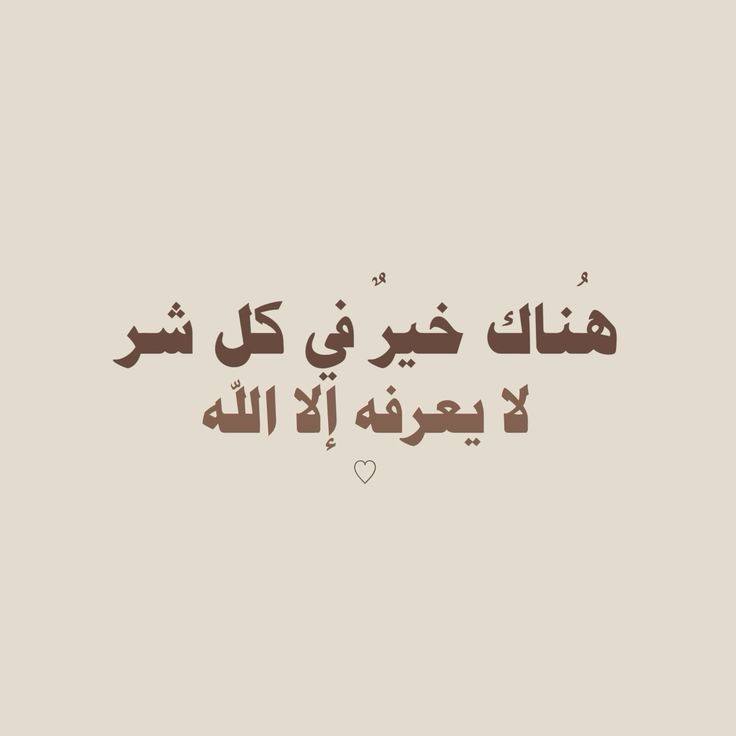 هُناك خيرٌ في كل شر
لا يعرفه إلا اللّه
♡